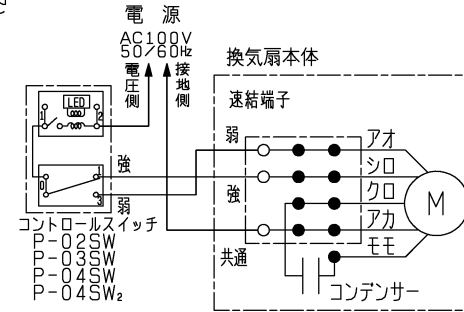 電 源
AC100V
50/60Hz
電圧側
接地側
換気扇本体
速結端子
LED
1
2
弱
アオ
強
シロ
0
1
3
強
クロ
M
弱
アカ
コントロールスイッチ
共通
モモ
P-02SW
P-03SW
P-04SW
P-04SW₂
コンデンサー